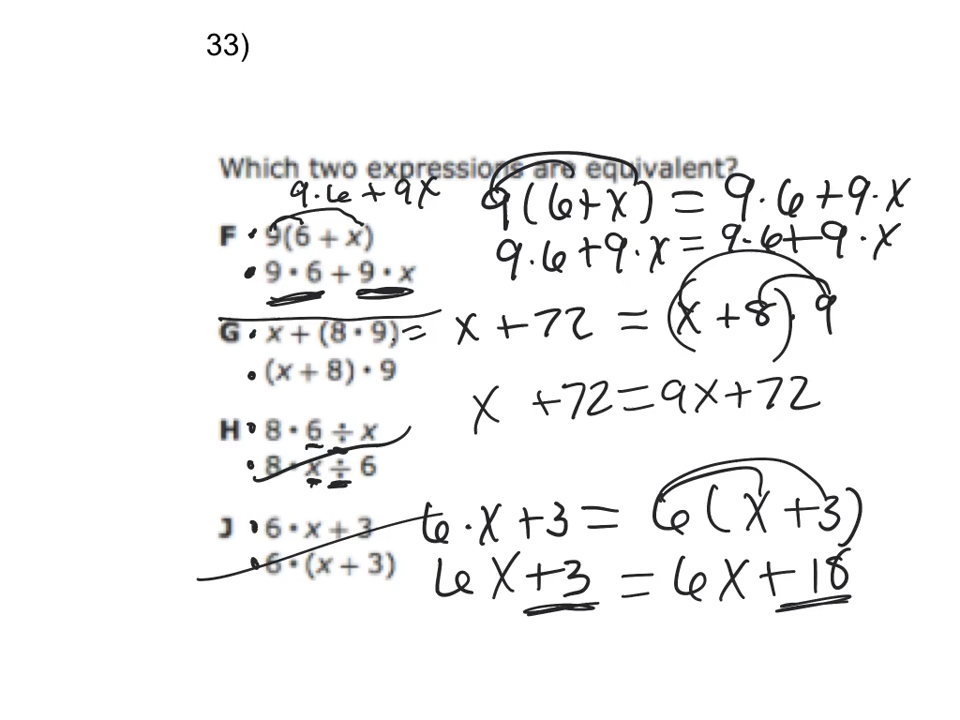 33)
Which two expressions are equivalent?
9·6 + 9x
F • 9(6 + x)
• 9 • 6 + 9 • x
G • x + (8 • 9) =
• (x + 8) • 9
H • 8 • 6 ÷ x
• 8 • x ÷ 6
J • 6 • x + 3
• 6 • (x + 3)
9(6+x) = 9·6+9·x
9·6+9·x = 9·6+9·x
x +72 = (x +8)·9
x +72=9x+72
6·x+3 = 6(x+3)
6x+3 = 6x+18